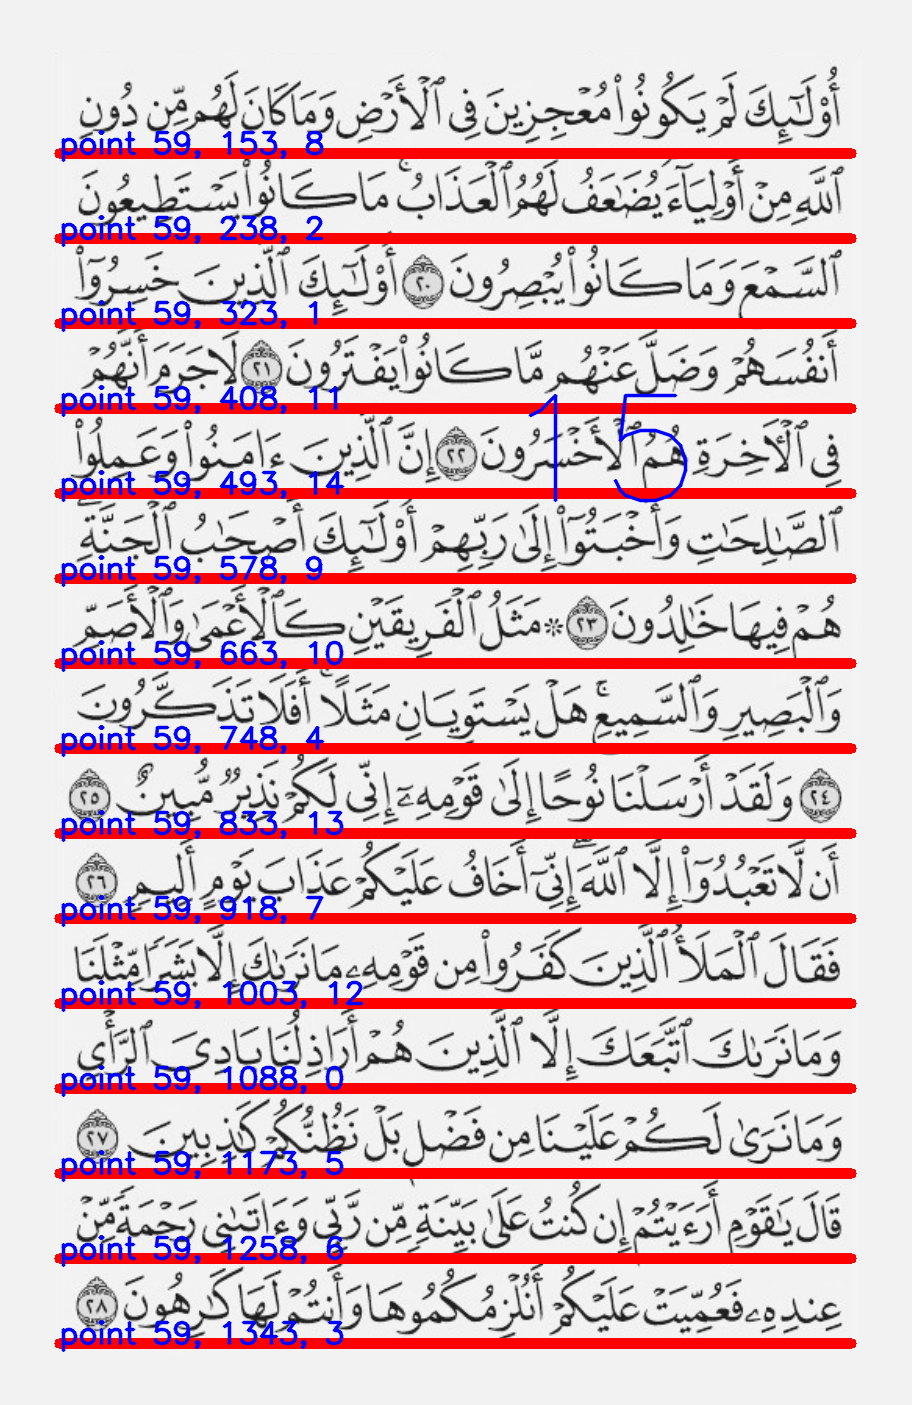 أُوْلَٰٓئِكَ لَمْ يَكُونُوا۟ مُعْجِزِينَ فِى ٱلْأَرْضِ وَمَا كَانَ لَهُم مِّن دُونِ
point 59, 153, 8
ٱللَّهِ مِنْ أَوْلِيَآءَ يُضَٰعَفُ لَهُمُ ٱلْعَذَابُ ۚ مَا كَانُوا۟ يَسْتَطِيعُونَ
point 59, 238, 2
ٱلسَّمْعَ وَمَا كَانُوا۟ يُبْصِرُونَ ٢٠ أُوْلَٰٓئِكَ ٱلَّذِينَ خَسِرُوٓا۟
point 59, 323, 1
أَنفُسَهُمْ وَضَلَّ عَنْهُم مَّا كَانُوا۟ يَفْتَرُونَ ٢١ لَا جَرَمَ أَنَّهُمْ
point 59, 408, 11
15
فِى ٱلْأَخِرَةِ هُمُ ٱلْأَخْسَرُونَ ٢٢ إِنَّ ٱلَّذِينَ ءَامَنُوا۟ وَعَمِلُوا۟
point 59, 493, 14
ٱلصَّٰلِحَٰتِ وَأَخْبَتُوٓا۟ إِلَىٰ رَبِّهِمْ أُوْلَٰٓئِكَ أَصْحَٰبُ ٱلْجَنَّةِ ۖ
point 59, 578, 9
هُمْ فِيهَا خَٰلِدُونَ ٢٣ ۞ مَثَلُ ٱلْفَرِيقَيْنِ كَٱلْأَعْمَىٰ وَٱلْأَصَمِّ
point 59, 663, 10
وَٱلْبَصِيرِ وَٱلسَّمِيعِ ۚ هَلْ يَسْتَوِيَانِ مَثَلًا ۚ أَفَلَا تَذَكَّرُونَ
point 59, 748, 4
٢٤ وَلَقَدْ أَرْسَلْنَا نُوحًا إِلَىٰ قَوْمِهِۦٓ إِنِّى لَكُمْ نَذِيرٌ مُّبِينٌ ٢٥
point 59, 833, 13
أَن لَّا تَعْبُدُوٓا۟ إِلَّا ٱللَّهَ ۖ إِنِّىٓ أَخَافُ عَلَيْكُمْ عَذَابَ يَوْمٍ أَلِيمٍ ٢٦
point 59, 918, 7
فَقَالَ ٱلْمَلَأُ ٱلَّذِينَ كَفَرُوا۟ مِن قَوْمِهِۦ مَا نَرَىٰكَ إِلَّا بَشَرًا مِّثْلَنَا
point 59, 1003, 12
وَمَا نَرَىٰكَ ٱتَّبَعَكَ إِلَّا ٱلَّذِينَ هُمْ أَرَاذِلُنَا بَادِىَ ٱلرَّأْىِ
point 59, 1088, 0
وَمَا نَرَىٰ لَكُمْ عَلَيْنَا مِن فَضْلٍ بَلْ نَظُنُّكُمْ كَٰذِبِينَ ٢٧
point 59, 1173, 5
قَالَ يَٰقَوْمِ أَرَءَيْتُمْ إِن كُنتُ عَلَىٰ بَيِّنَةٍ مِّن رَّبِّى وَءَاتَىٰنِى رَحْمَةً مِّنْ
point 59, 1258, 6
عِندِهِۦ فَعُمِّيَتْ عَلَيْكُمْ أَنُلْزِمُكُمُوهَا وَأَنتُمْ لَهَا كَٰرِهُونَ ٢٨
point 59, 1343, 3